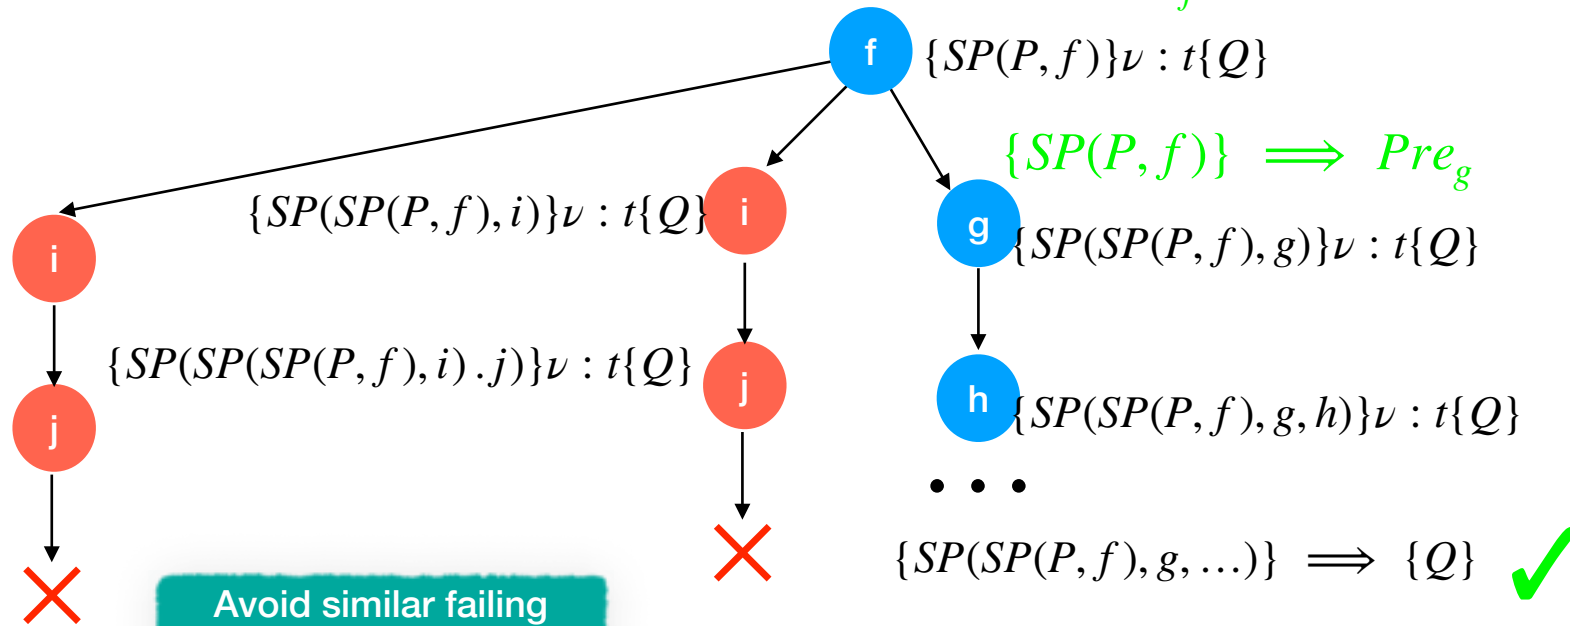 f
f
{SP(P, f)}ν : t{Q}
{SP(P, f)} ⟹ Pre_g
{SP(SP(P, f), i)}ν : t{Q}
i
g
{SP(SP(P, f), g)}ν : t{Q}
i
{SP(SP(SP(P, f), i) . j)}ν : t{Q}
j
h
{SP(SP(P, f), g, h)}ν : t{Q}
j
• • •
{SP(SP(P, f), g, …)} ⟹ {Q} ✓
Avoid similar failing